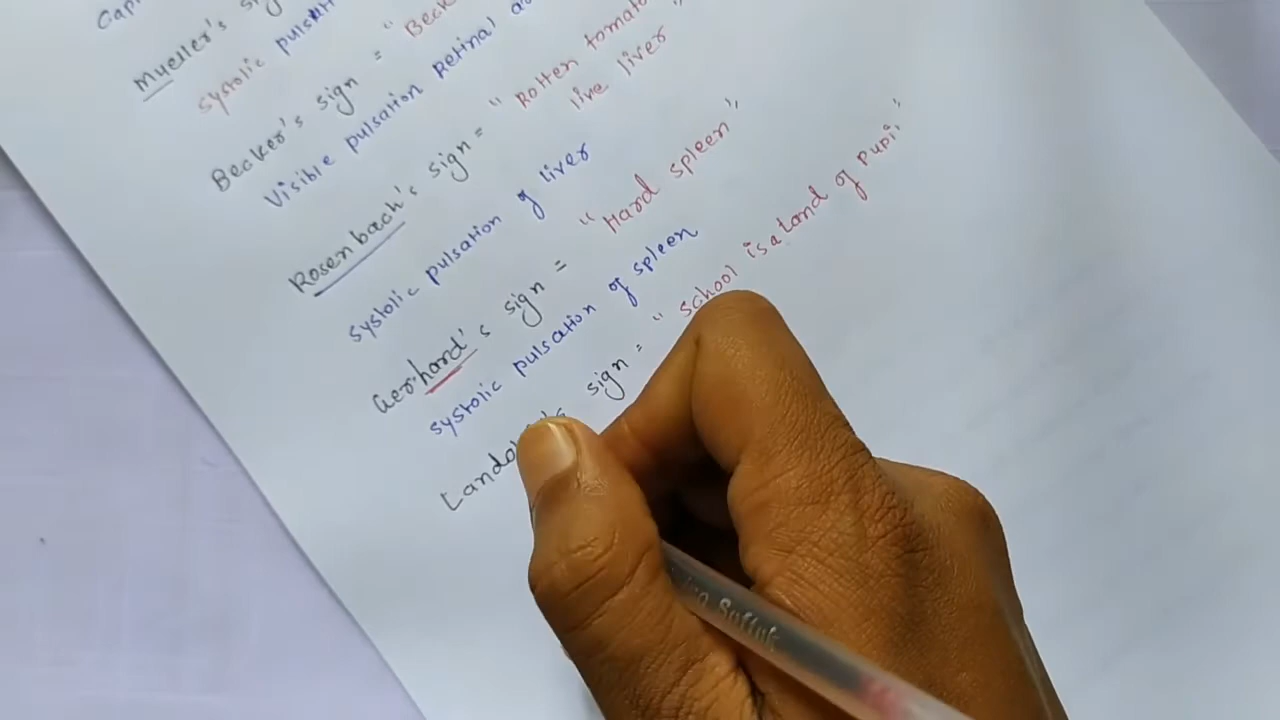 Mueller's
systolic
Becker's sign = "
Visible pulsation retinal
Rosenbach's sign = "Rotten tomato
live liver"
systolic pulsation of liver
Gerhard's sign = "Hard spleen"
systolic pulsation of spleen
sign = "School is a Land of Pupil"